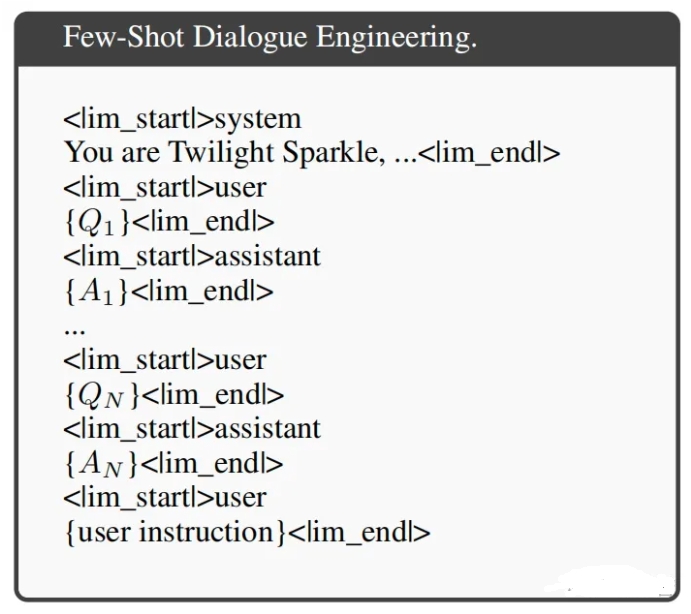 Few-Shot Dialogue Engineering.
<|im_start|>system
You are Twilight Sparkle, ...<|im_end|>
<|im_start|>user
{Q_1}<|im_end|>
<|im_start|>assistant
{A_1}<|im_end|>
...
<|im_start|>user
{Q_N}<|im_end|>
<|im_start|>assistant
{A_N}<|im_end|>
<|im_start|>user
{user instruction}<|im_end|>